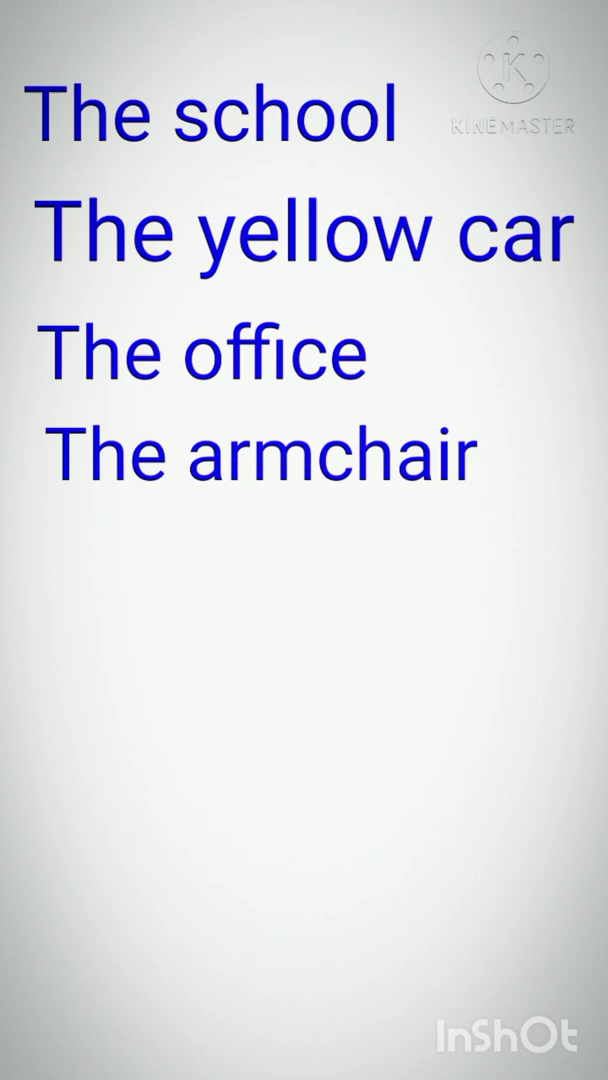 KINEMASTER
The school
The yellow car
The office
The armchair
InShOt